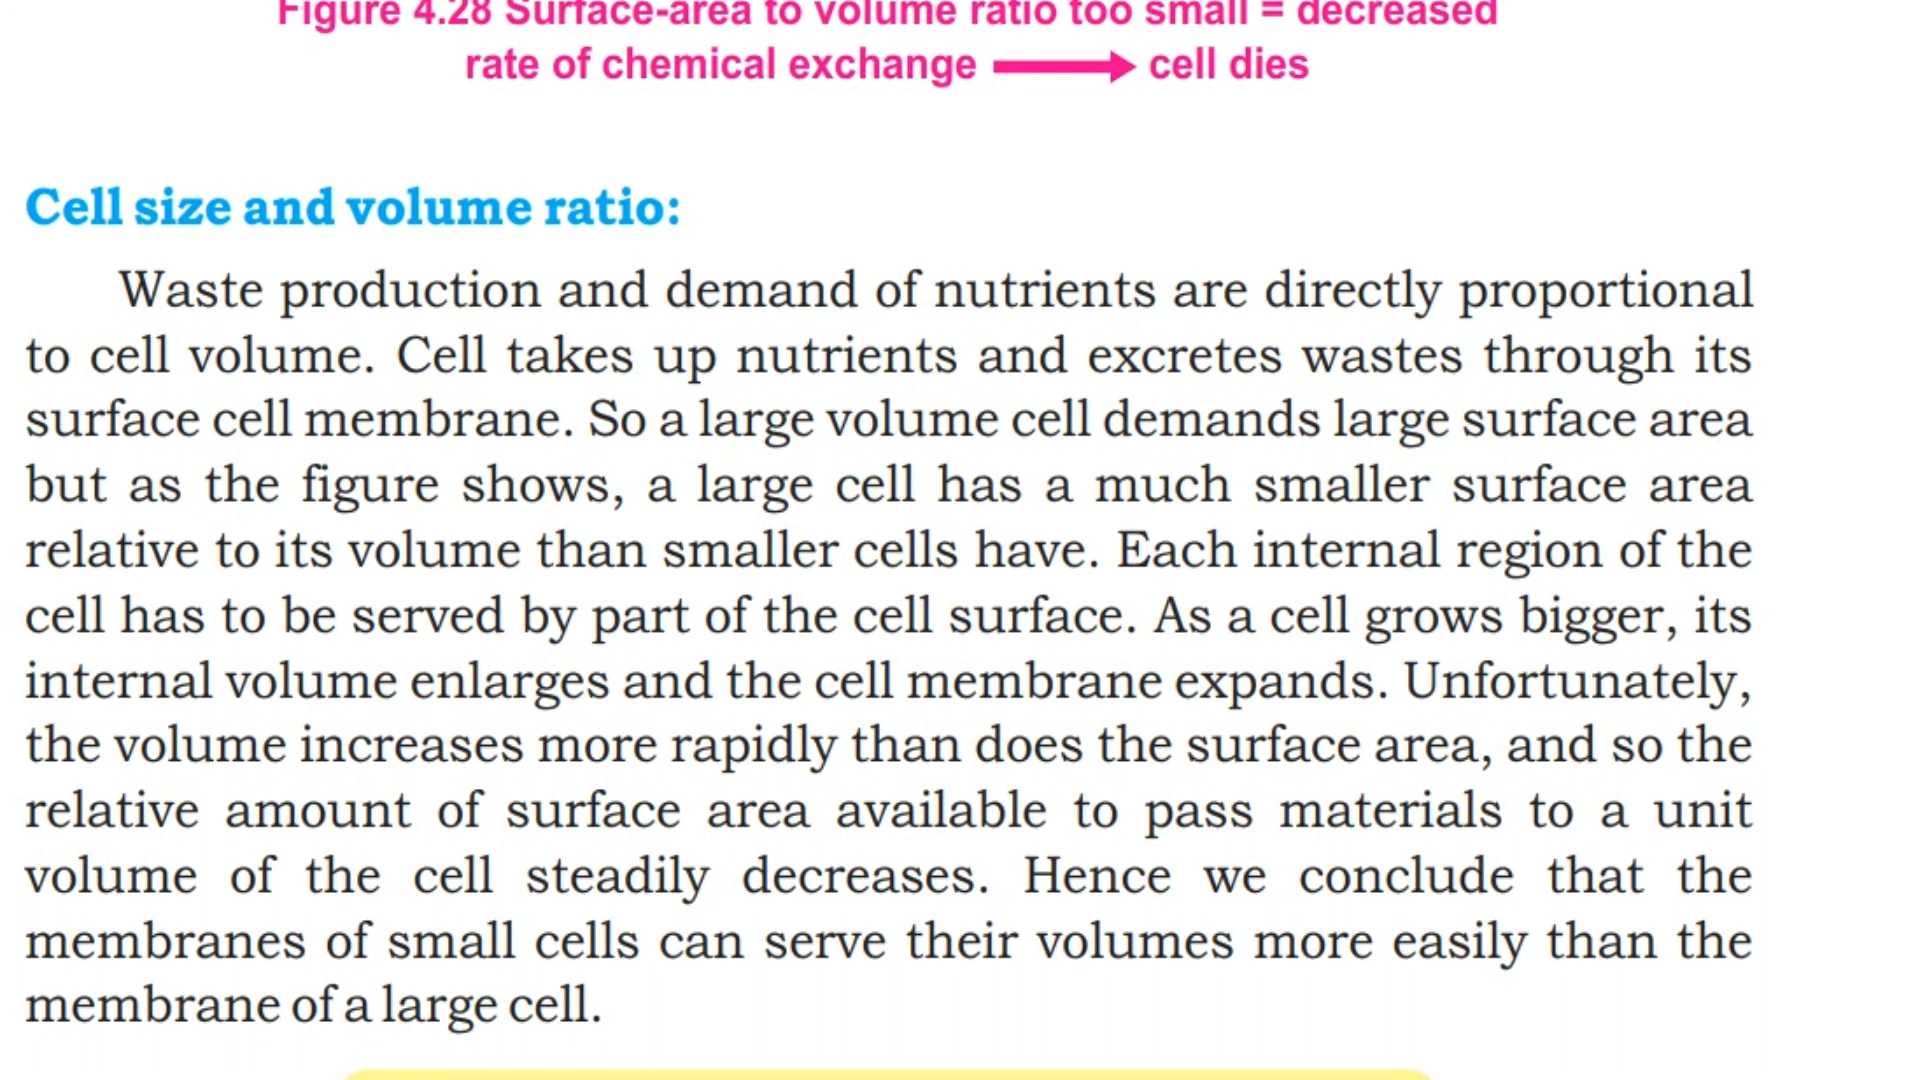 Figure 4.28 Surface-area to volume ratio too small = decreased
rate of chemical exchange → cell dies
Cell size and volume ratio:
Waste production and demand of nutrients are directly proportional
to cell volume. Cell takes up nutrients and excretes wastes through its
surface cell membrane. So a large volume cell demands large surface area
but as the figure shows, a large cell has a much smaller surface area
relative to its volume than smaller cells have. Each internal region of the
cell has to be served by part of the cell surface. As a cell grows bigger, its
internal volume enlarges and the cell membrane expands. Unfortunately,
the volume increases more rapidly than does the surface area, and so the
relative amount of surface area available to pass materials to a unit
volume of the cell steadily decreases. Hence we conclude that the
membranes of small cells can serve their volumes more easily than the
membrane of a large cell.